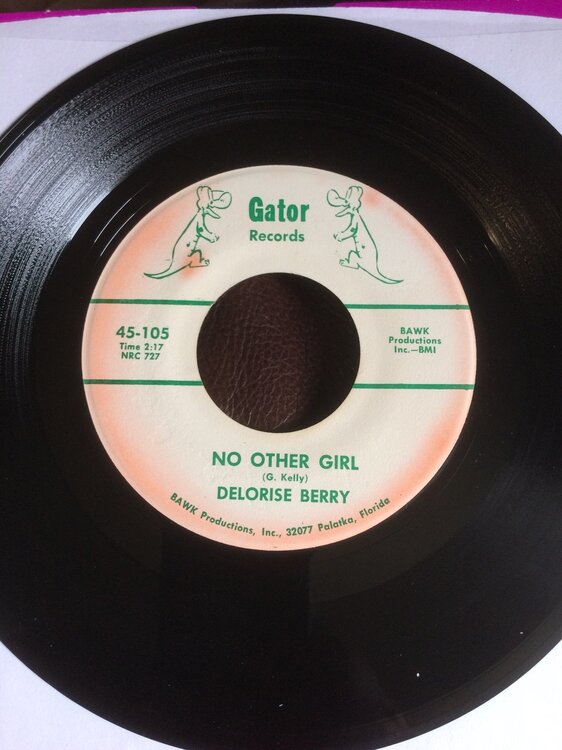 Gator
Records
45-105
Time 2:17
NRC 727
BAWK
Productions
Inc.—BMI
NO OTHER GIRL
(G. Kelly)
DELORISE BERRY
BAWK Productions, Inc., 32077 Palatka, Florida